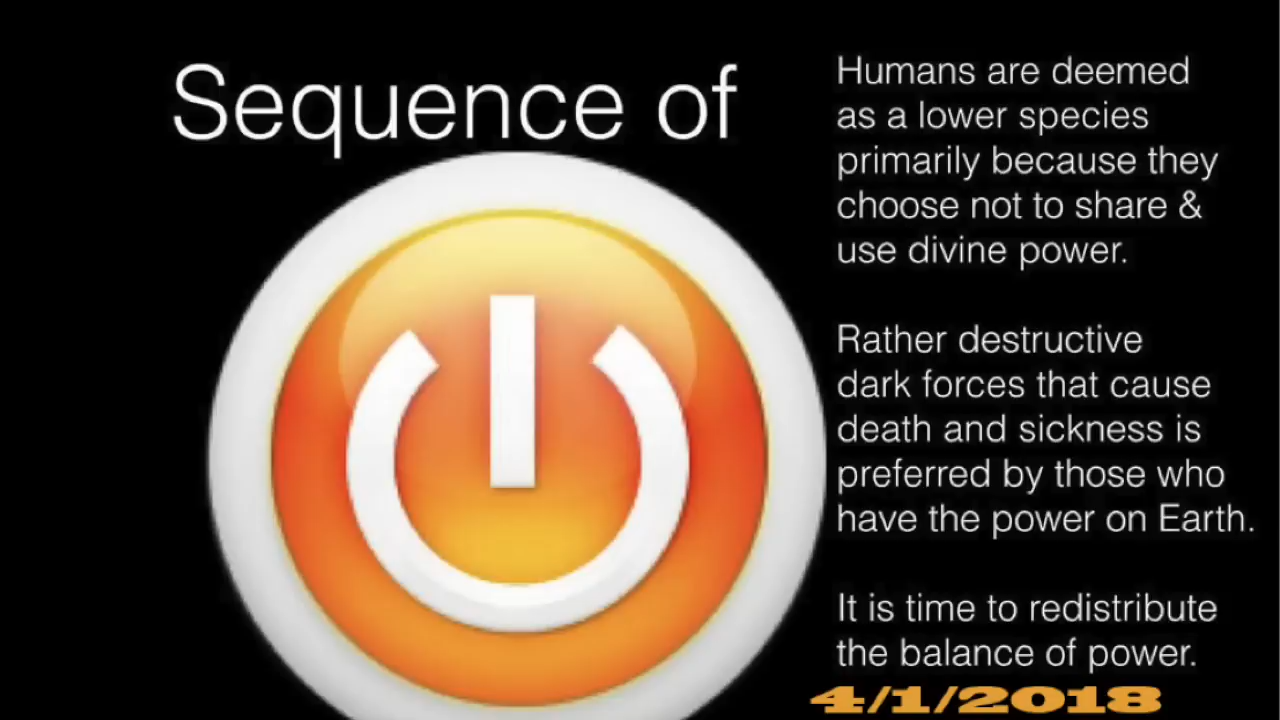 Sequence of
Humans are deemed
as a lower species
primarily because they
choose not to share &
use divine power.
Rather destructive
dark forces that cause
death and sickness is
preferred by those who
have the power on Earth.
It is time to redistribute
the balance of power.
4/1/2018